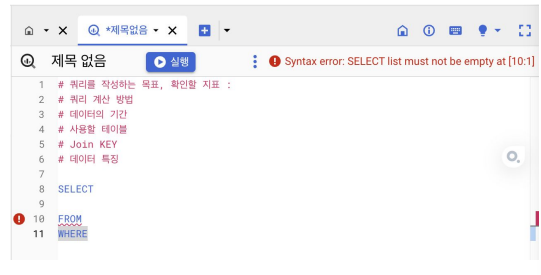 *제목없음
제목 없음 실행 Syntax error: SELECT list must not be empty at [10:1]
1 # 쿼리를 작성하는 목표, 확인할 지표 :
2 # 쿼리 계산 방법
3 # 데이터의 기간
4 # 사용할 테이블
5 # Join KEY
6 # 데이터 특징
7
8 SELECT
9
10 FROM
11 WHERE